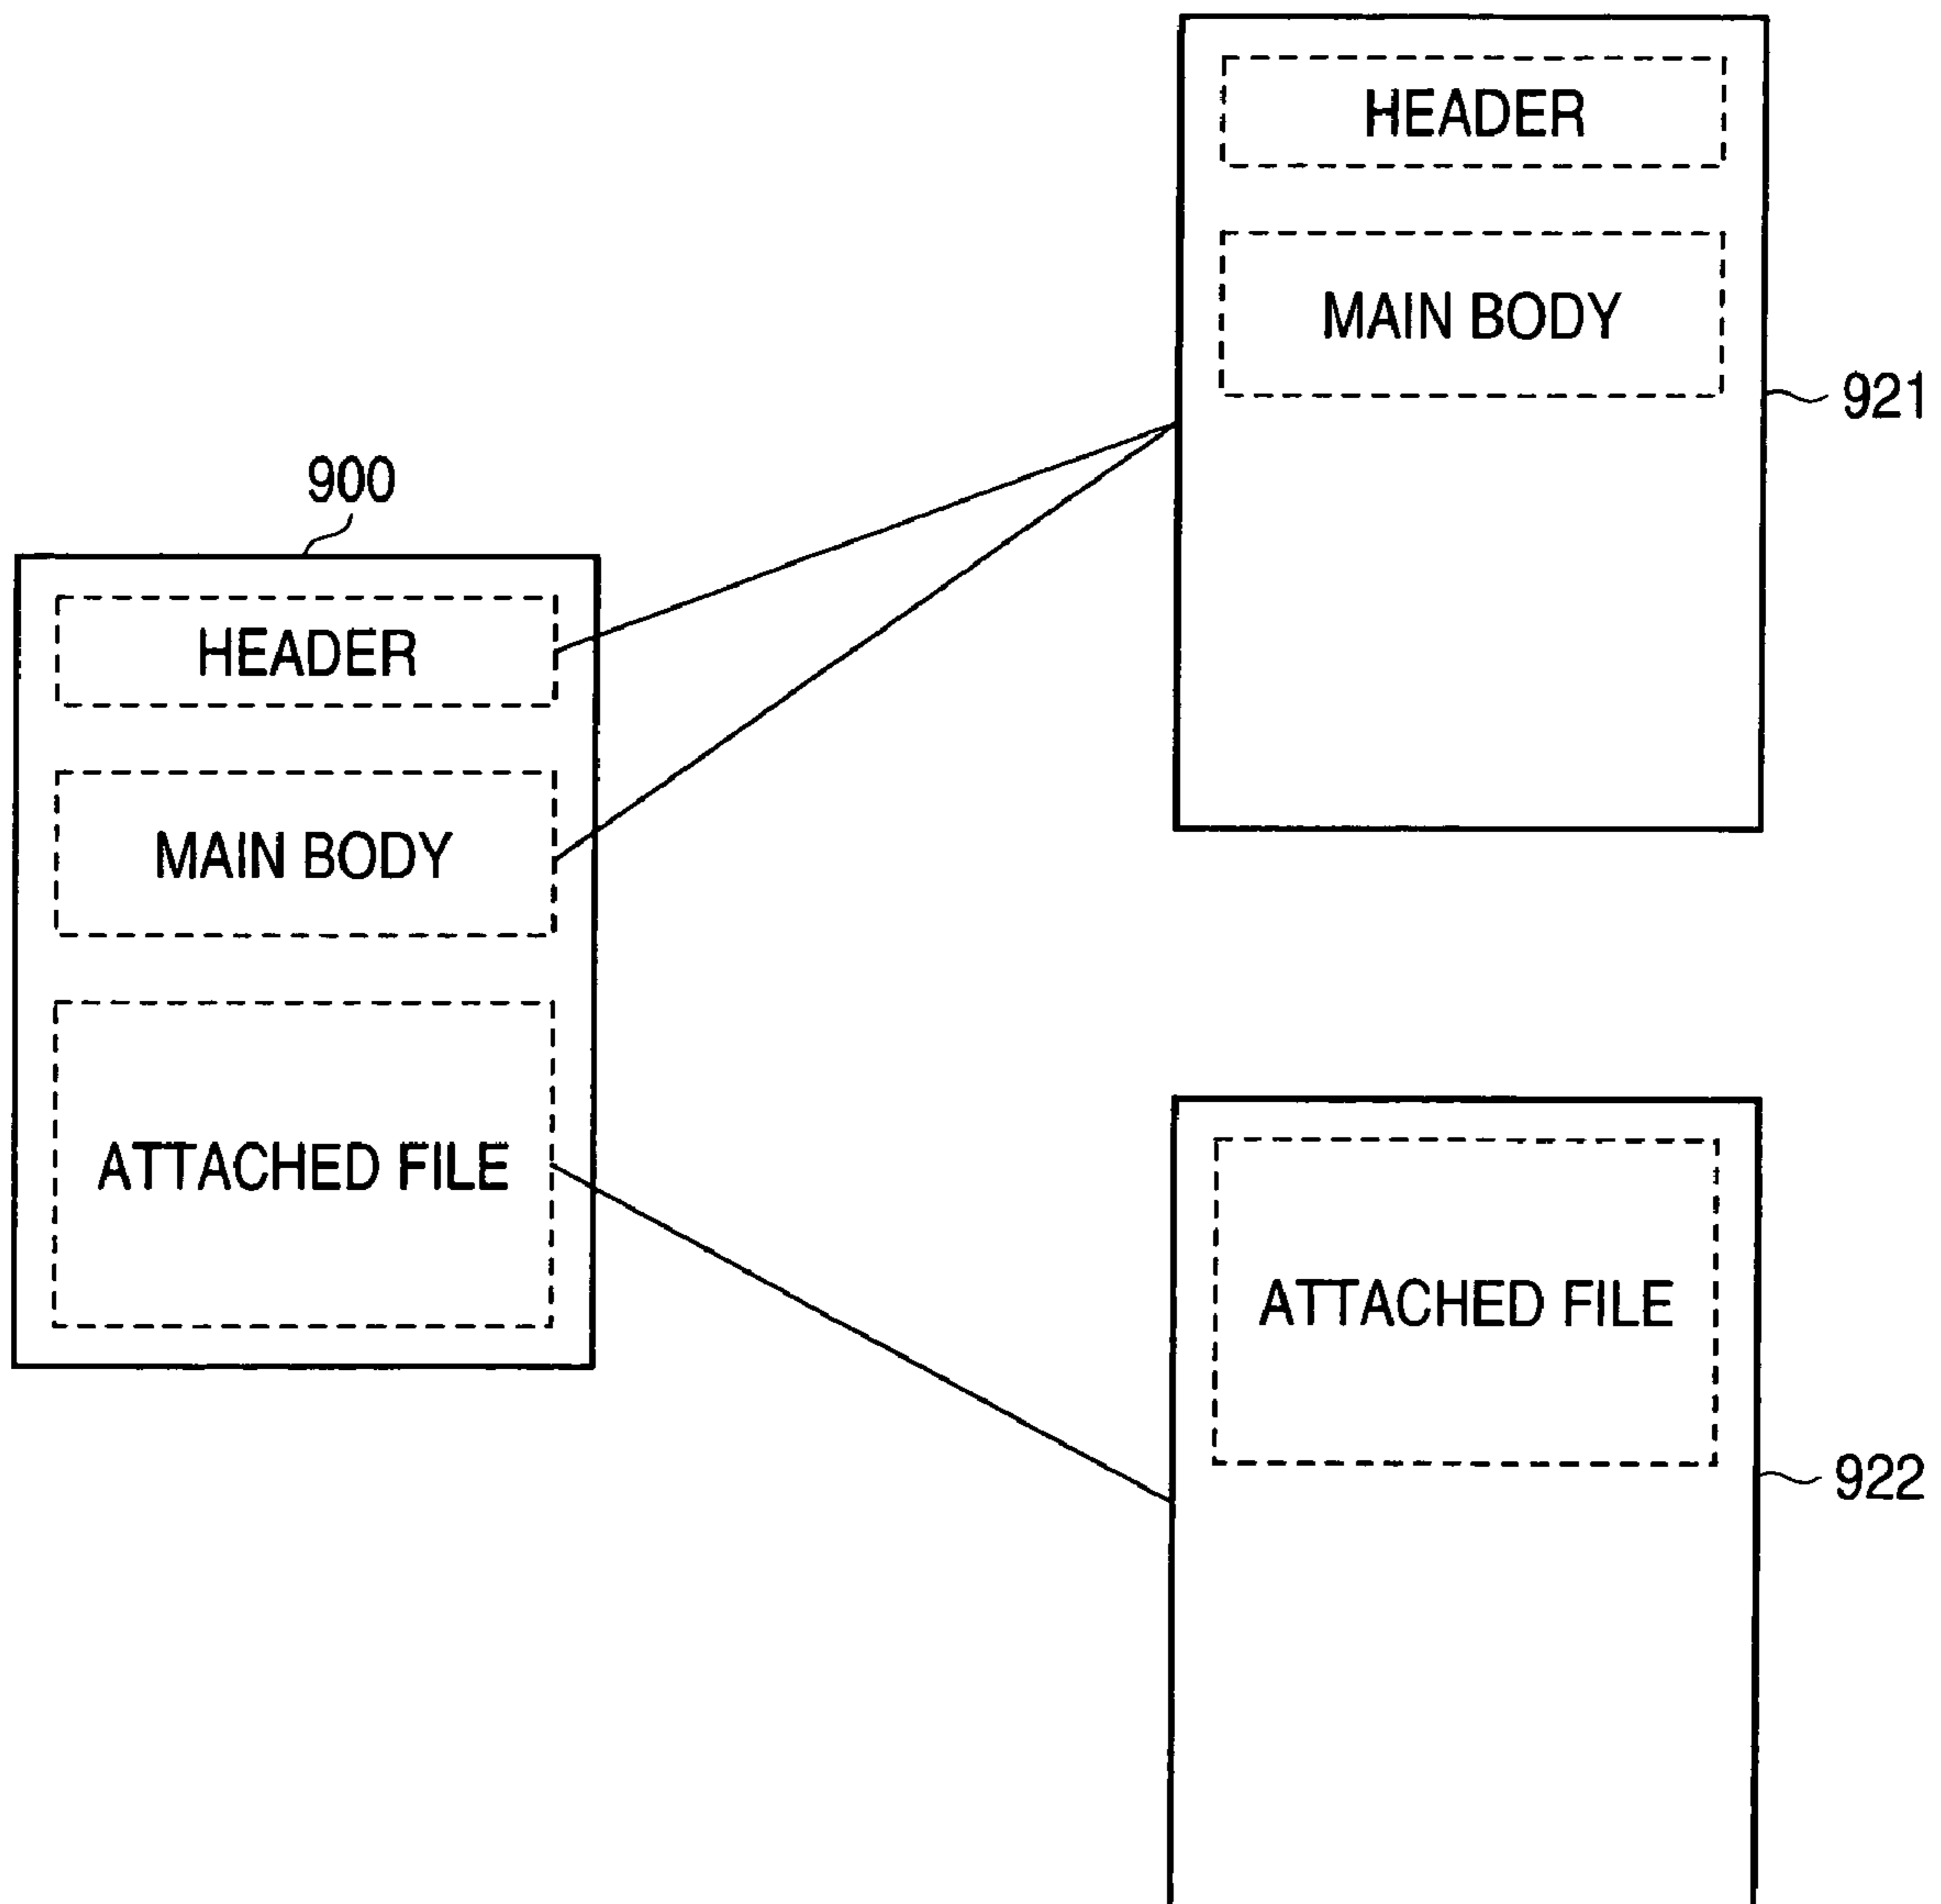 900
HEADER
MAIN BODY
ATTACHED FILE
HEADER
MAIN BODY
921
ATTACHED FILE
922